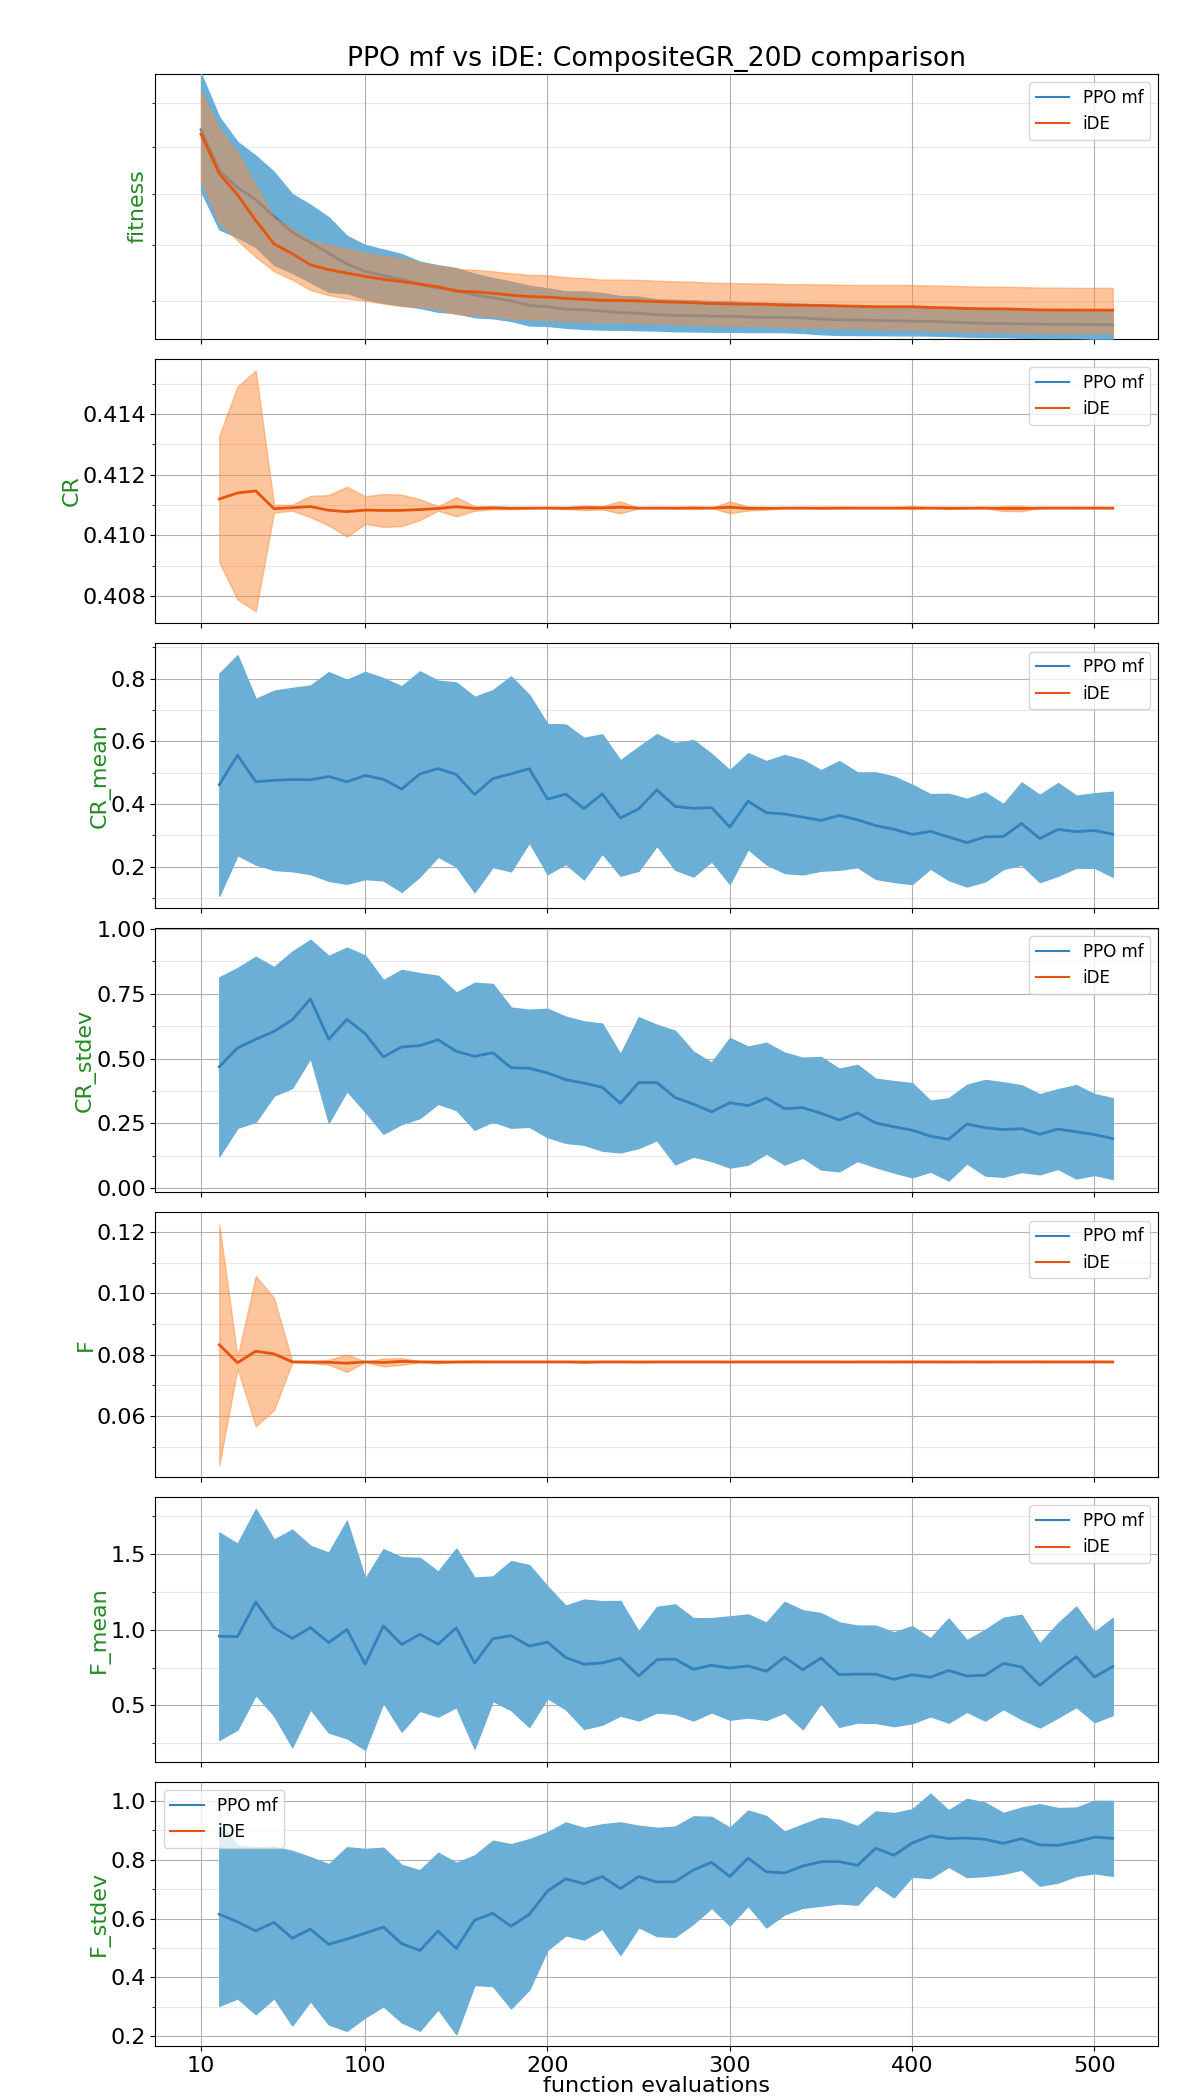 PPO mf vs iDE: CompositeGR_20D comparison
fitness
PPO mf
iDE
CR
0.414
0.412
0.410
0.408
PPO mf
iDE
CR_mean
0.8
0.6
0.4
0.2
PPO mf
iDE
CR_stdev
1.00
0.75
0.50
0.25
0.00
PPO mf
iDE
F
0.12
0.10
0.08
0.06
PPO mf
iDE
F_mean
1.5
1.0
0.5
PPO mf
iDE
F_stdev
1.0
0.8
0.6
0.4
0.2
PPO mf
iDE
10 100 200 300 400 500
function evaluations